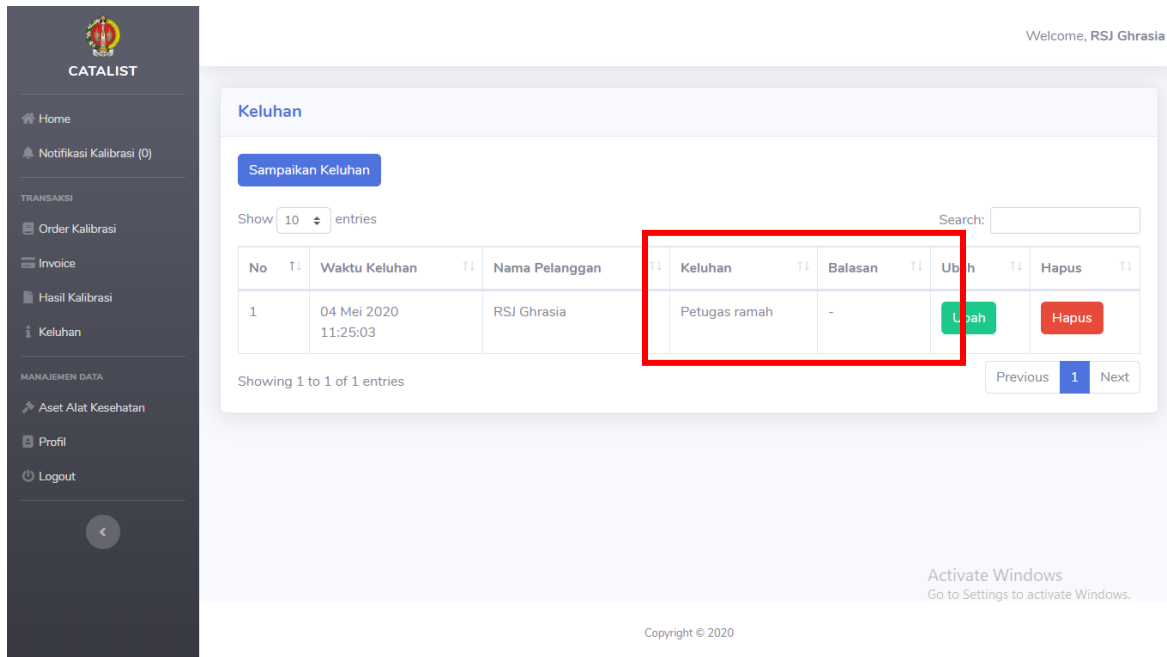 CATALIST
Welcome, RSJ Ghrasia
Home
Notifikasi Kalibrasi (0)
TRANSAKSI
Order Kalibrasi
Invoice
Hasil Kalibrasi
Keluhan
MANAJEMEN DATA
Aset Alat Kesehatan
Profil
Logout
Keluhan
Sampaikan Keluhan
Show 10 entries
Search:
No Waktu Keluhan Nama Pelanggan Keluhan Balasan Ubah Hapus
1 04 Mei 2020 RSJ Ghrasia Petugas ramah - Ubah Hapus
11:25:03
Showing 1 to 1 of 1 entries
Previous 1 Next
Activate Windows
Go to Settings to activate Windows.
Copyright © 2020